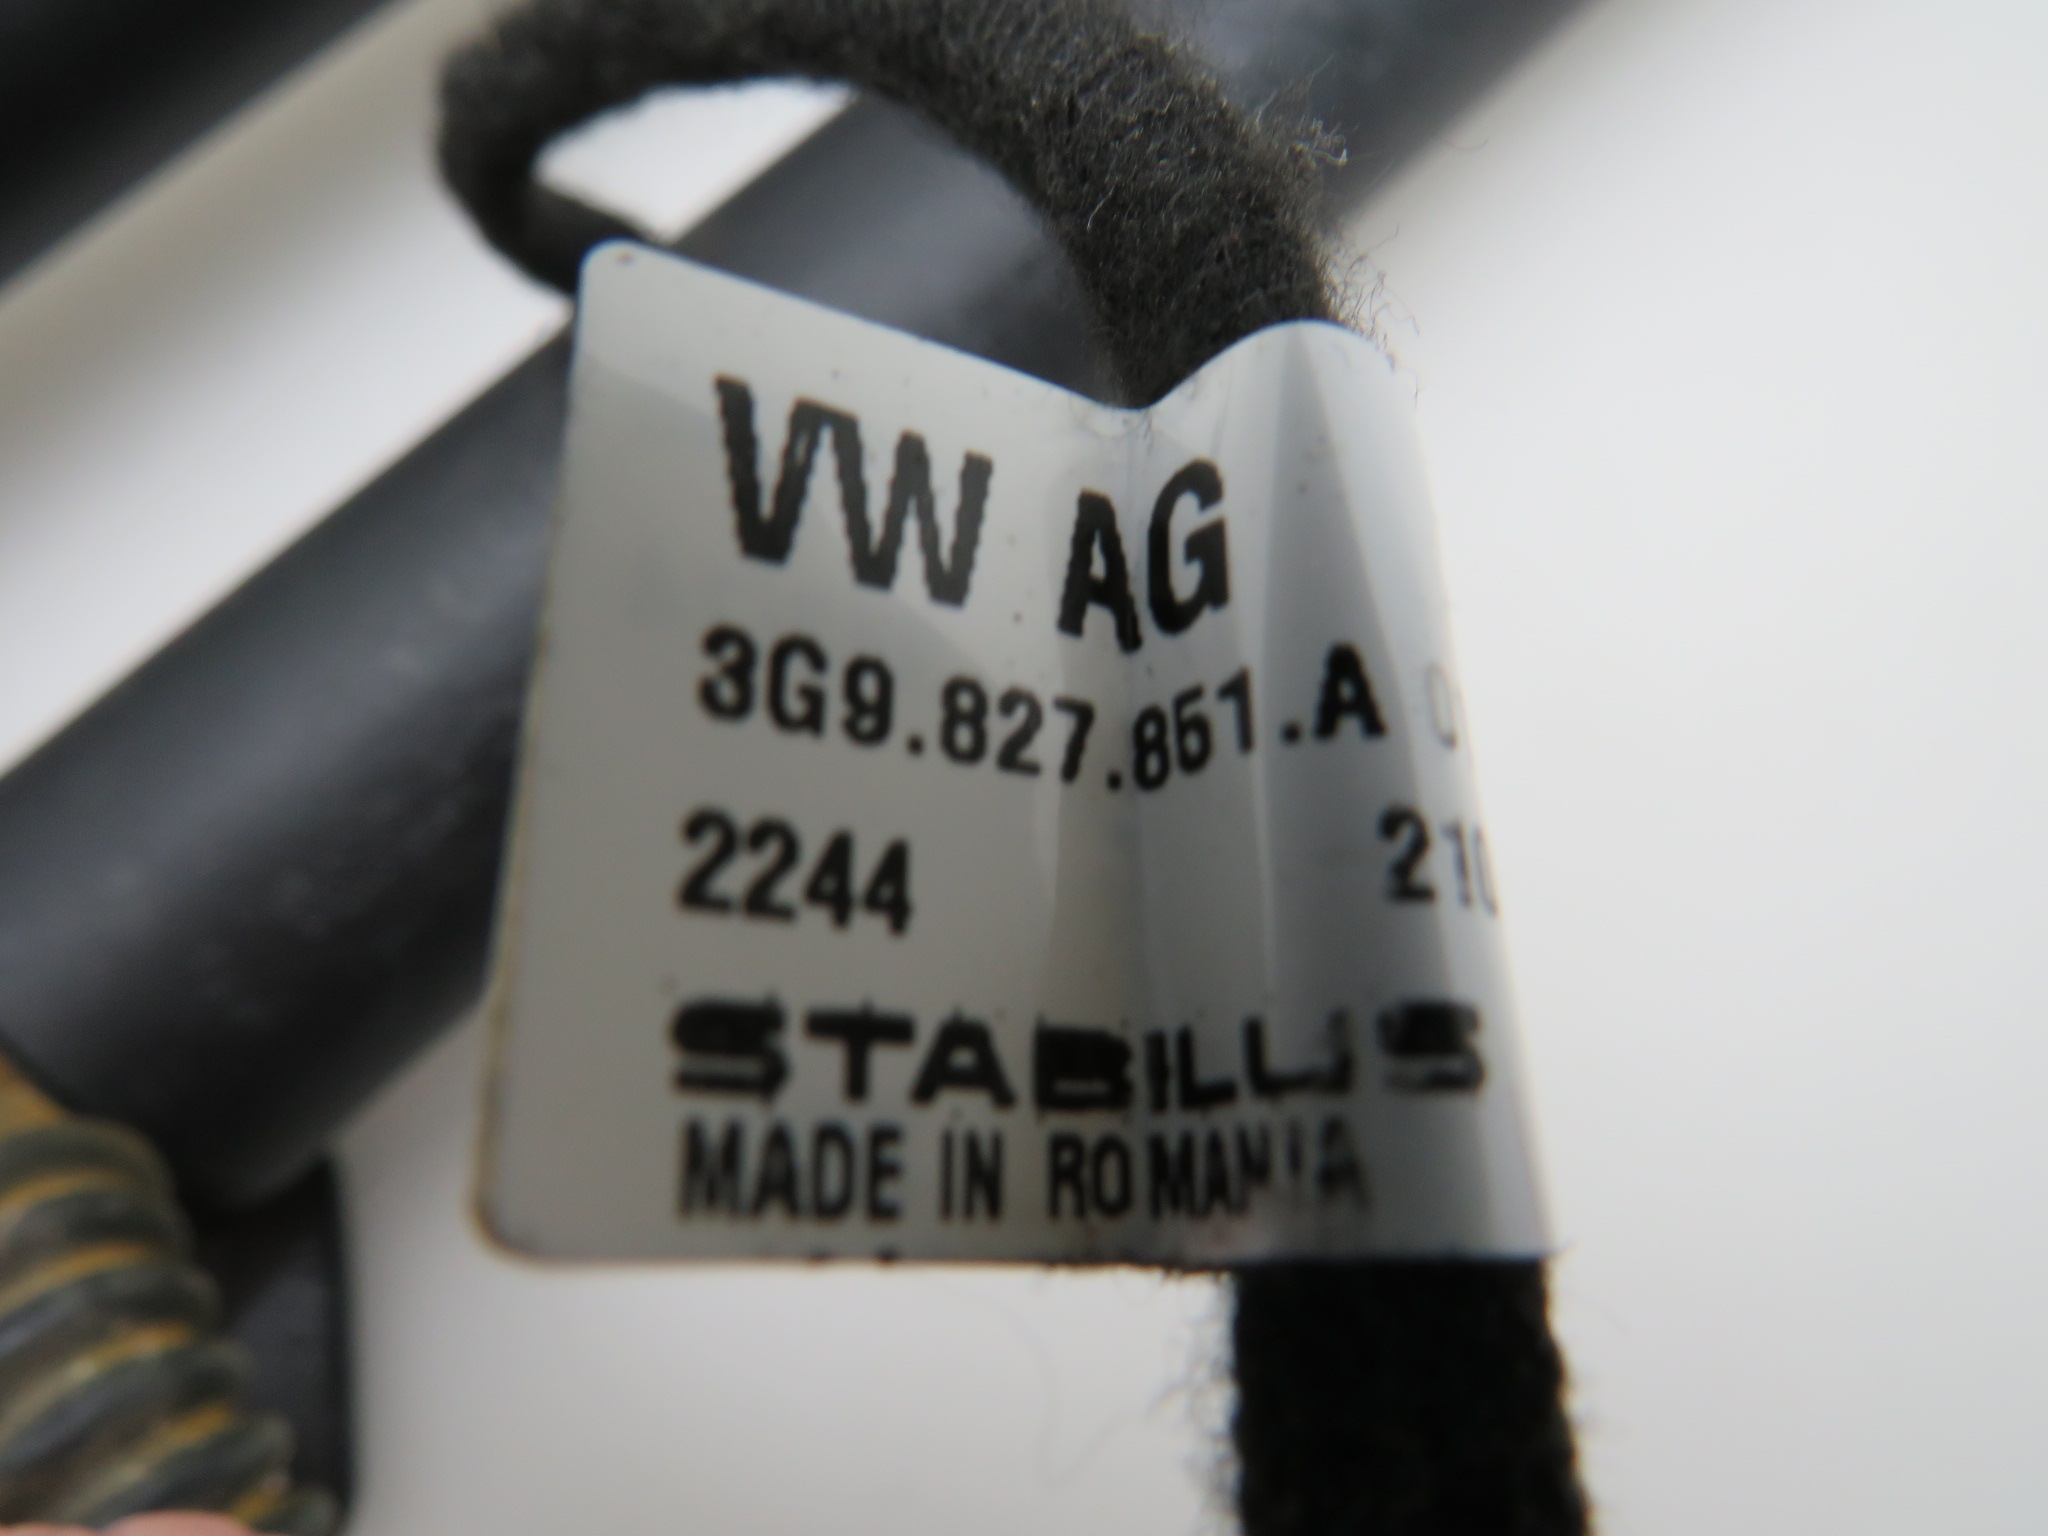 VW AG
3G9.827.851.A
2244
STABILUS
MADE IN ROMANIA